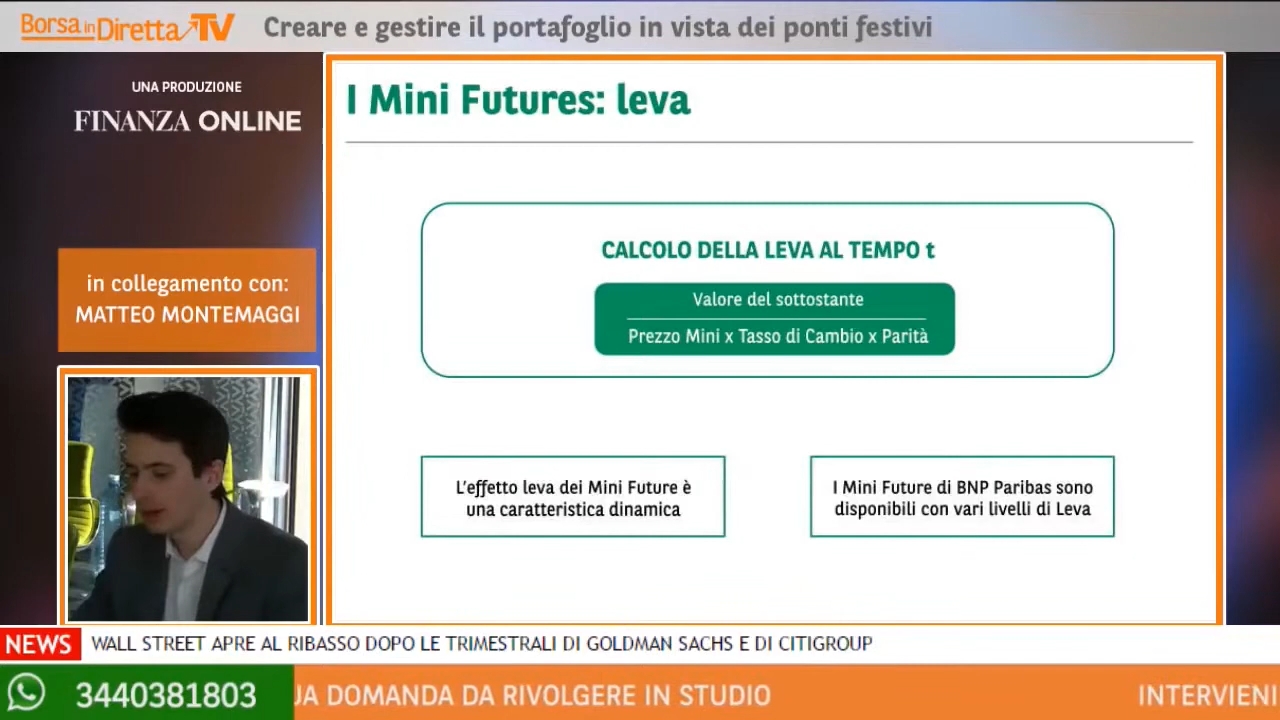 Borsa in Diretta TV
Creare e gestire il portafoglio in vista dei ponti festivi
UNA PRODUZIONE
FINANZA ONLINE
in collegamento con:
MATTEO MONTEMAGGI
I Mini Futures: leva
CALCOLO DELLA LEVA AL TEMPO t
Valore del sottostante
Prezzo Mini x Tasso di Cambio x Parità
L'effetto leva dei Mini Future è
una caratteristica dinamica
I Mini Future di BNP Paribas sono
disponibili con vari livelli di Leva
NEWS WALL STREET APRE AL RIBASSO DOPO LE TRIMESTRALI DI GOLDMAN SACHS E DI CITIGROUP
3440381803 UA DOMANDA DA RIVOLGERE IN STUDIO INTERVIENI